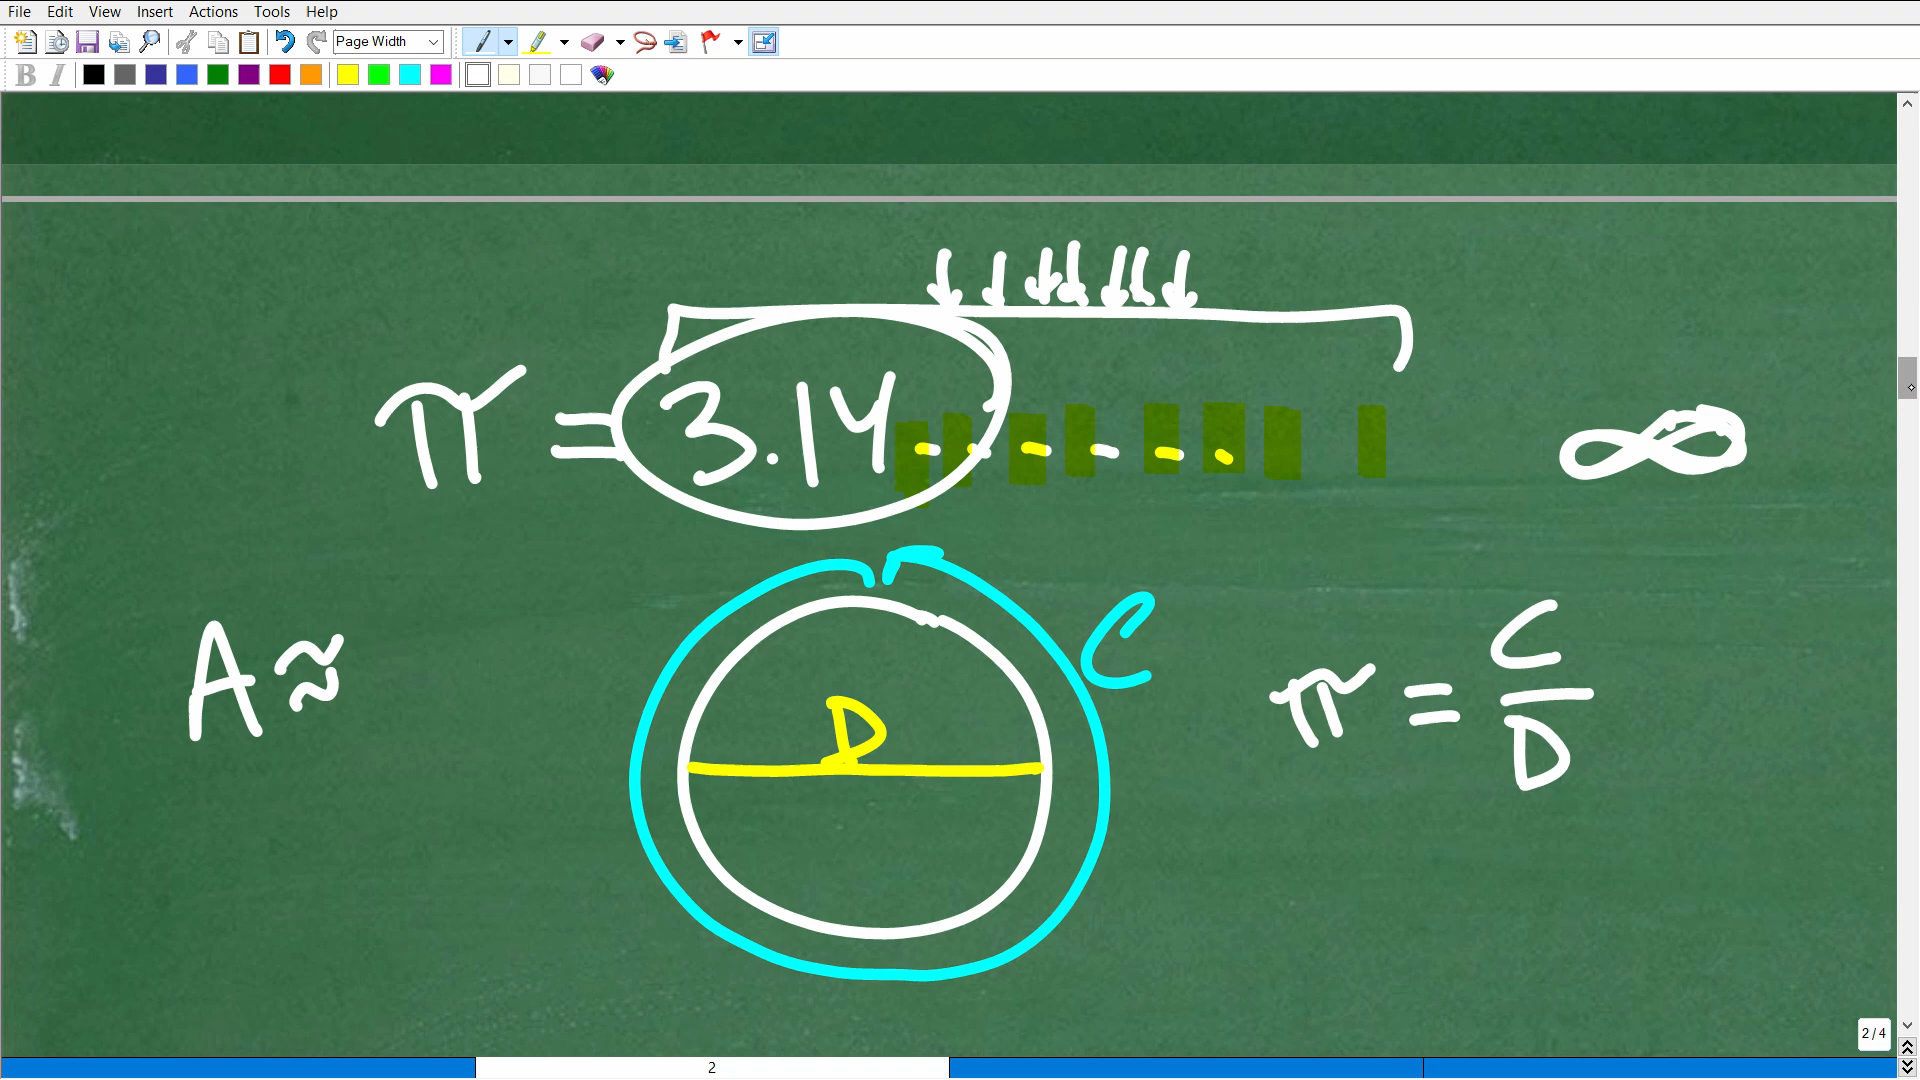 File Edit View Insert Actions Tools Help
Page Width
B I
π = 3.14 - - - - - - ∞
C
A ≈
D
π = C/D
2 / 4
2